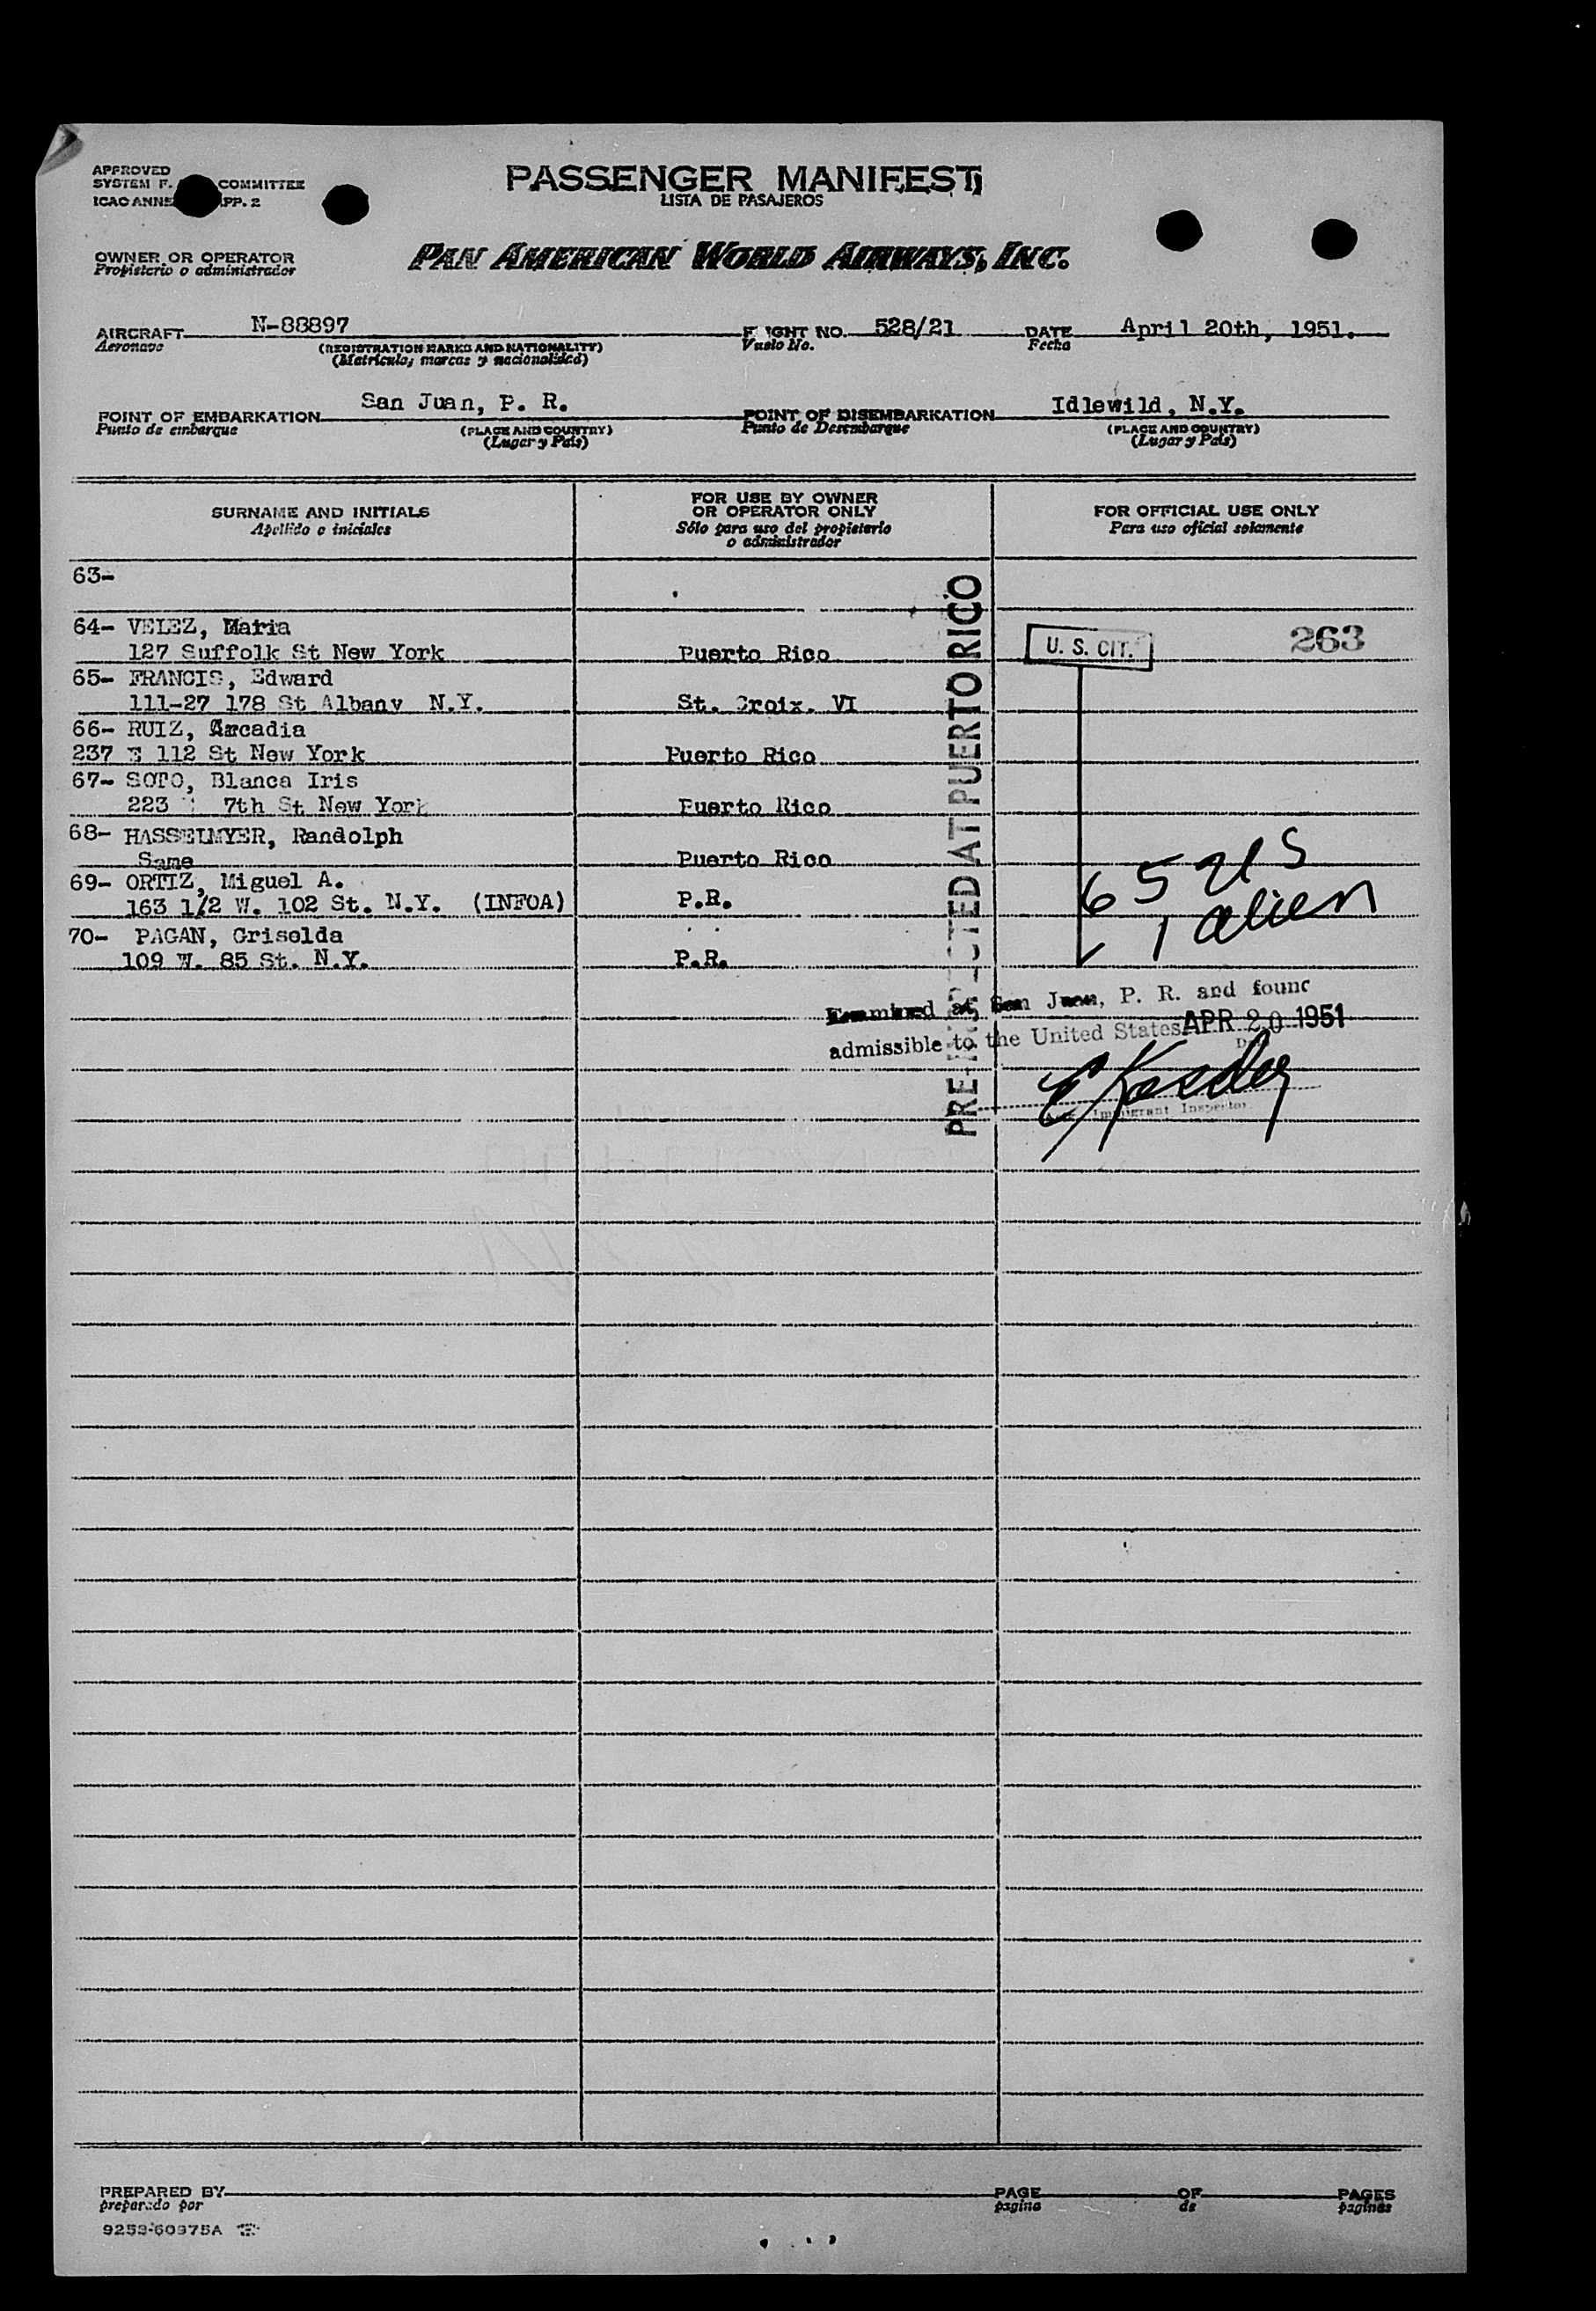 APPROVED
SYSTEM F. COMMITTEE
ICAO ANNE PP. 2
PASSENGER MANIFEST
LISTA DE PASAJEROS
OWNER OR OPERATOR
Propietario o administrador
PAN AMERICAN WORLD AIRWAYS, INC.
AIRCRAFT N-88897 FLIGHT NO. 528/21 DATE April 20th, 1951.
Aeronave (REGISTRATION MARKS AND NATIONALITY) Vuelo No. Fecha
(Matrícula, marcas y nacionalidad)
POINT OF EMBARKATION San Juan, P. R. POINT OF DISEMBARKATION Idlewild, N.Y.
Punto de embarque (PLACE AND COUNTRY) Punto de Desembarque (PLACE AND COUNTRY)
(Lugar y País) (Lugar y País)
SURNAME AND INITIALS
Apellido e iniciales
FOR USE BY OWNER
OR OPERATOR ONLY
Sólo para uso del propietario
o administrador
FOR OFFICIAL USE ONLY
Para uso oficial solamente
63-
64- VELEZ, Maria
127 Suffolk St New York Puerto Rico U. S. CIT. 263
65- FRANCIS, Edward
111-27 178 St Albany N.Y. St. Croix. VI
66- RUIZ, Arcadia
237 E 112 St New York Puerto Rico
67- SOTO, Blanca Iris
223 7th St New York Puerto Rico
68- HASSELMYER, Randolph
Same Puerto Rico
65 US
69- ORTIZ, Miguel A.
163 1/2 W. 102 St. N.Y. (INFOA) P.R.
1 alien
70- PAGAN, Griselda
109 W. 85 St. N.Y. P.R.
PRE-INSPECTED AT PUERTO RICO
Examined at San Juan, P. R. and found
admissible to the United States APR 20 1951
Immigrant Inspector
PREPARED BY PAGE OF PAGES
preparado por página de páginas
9253-60975A